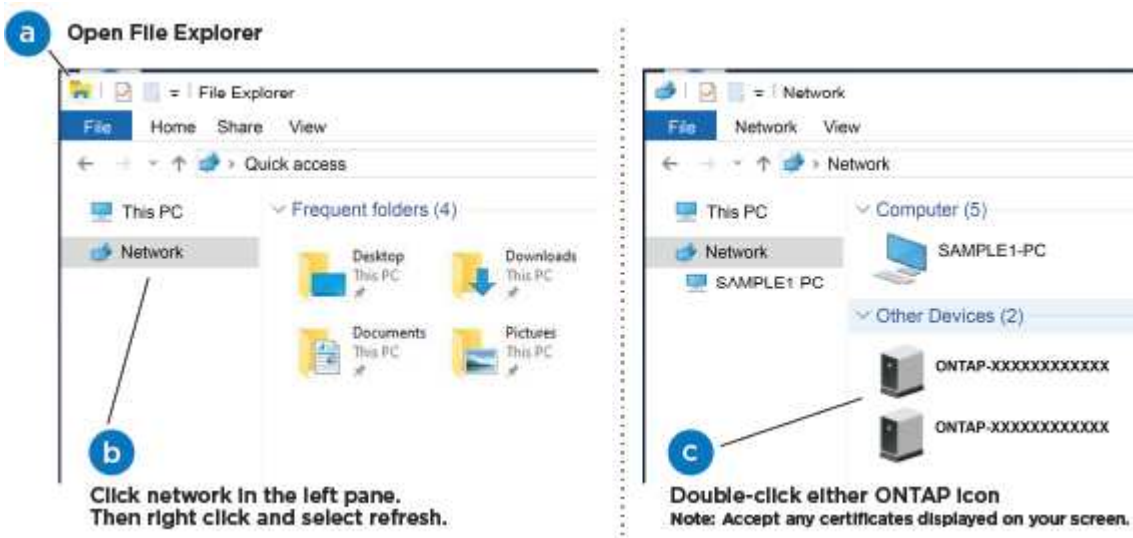 a
Open File Explorer
File Explorer
File Home Share View
Quick access
This PC
Network
Frequent folders (4)
Desktop
This PC
Downloads
This PC
Documents
This PC
Pictures
This PC
b
Click network in the left pane.
Then right click and select refresh.
Network
File Network View
Network
This PC
Network
SAMPLE1 PC
Computer (5)
SAMPLE1-PC
Other Devices (2)
ONTAP-XXXXXXXXXXXX
ONTAP-XXXXXXXXXXXX
c
Double-click either ONTAP icon
Note: Accept any certificates displayed on your screen.